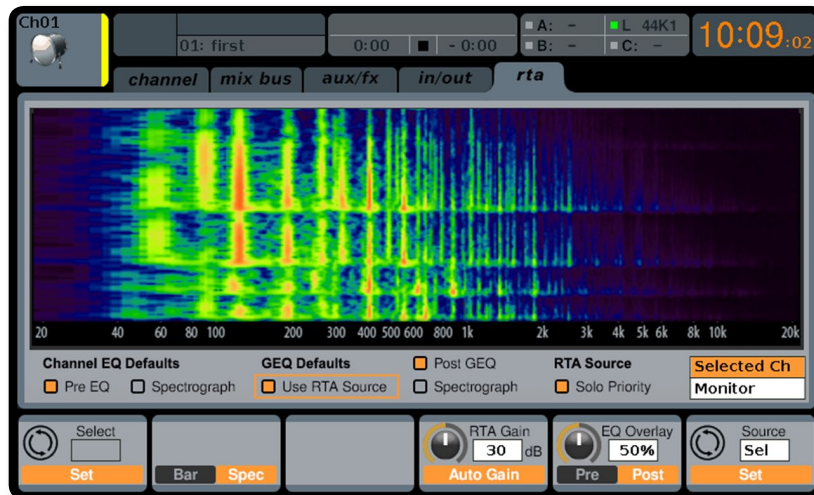 Ch01
01: first
0:00 - 0:00
A: - L 44K1
B: - C: -
10:09:02
channel mix bus aux/fx in/out rta
20 40 60 80 100 200 300 400 500 600 800 1k 2k 3k 4k 5k 6k 8k 10k 20k
Channel EQ Defaults GEQ Defaults Post GEQ RTA Source Selected Ch
Pre EQ Spectrograph Use RTA Source Spectrograph Solo Priority Monitor
Select RTA Gain EQ Overlay Source
30 dB 50% Sel
Set Bar Spec Auto Gain Pre Post Set